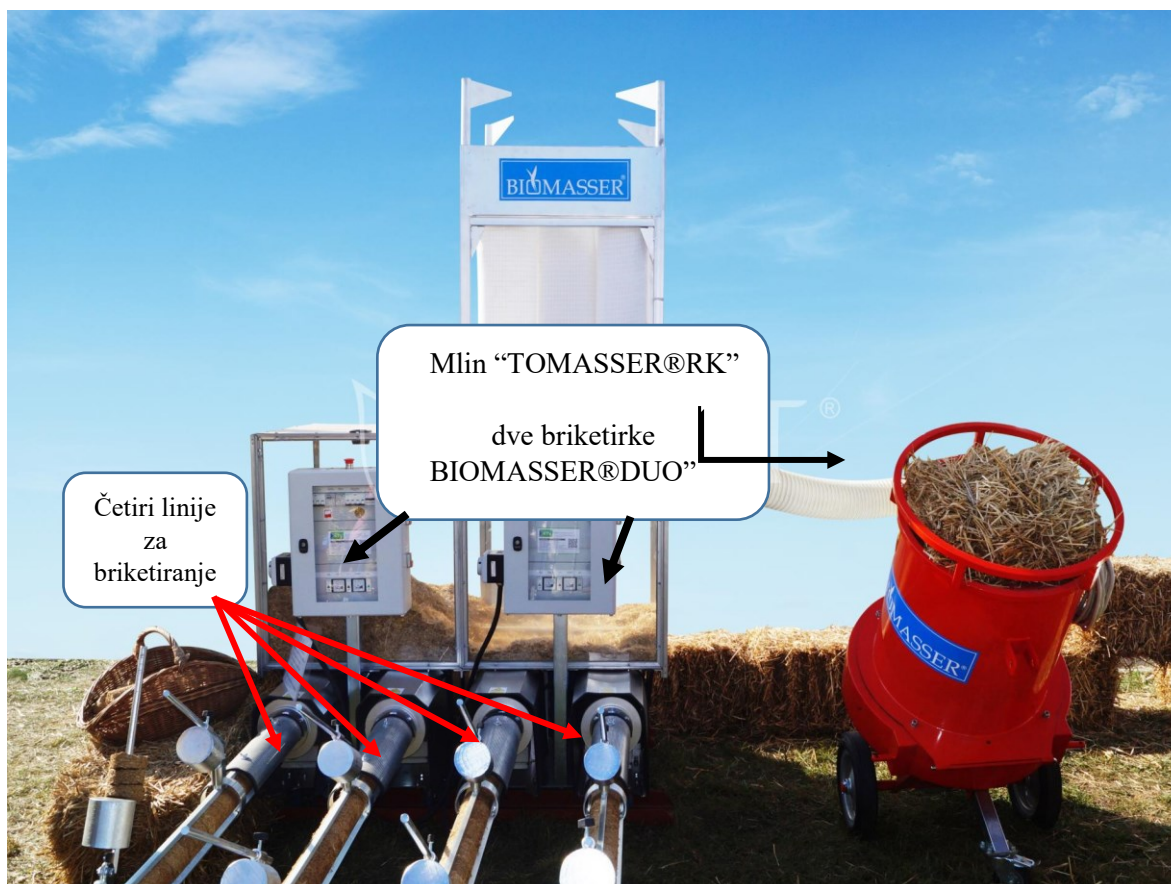 BIOMASSER®
Mlin “TOMASSER®RK”
dve briketirke
BIOMASSER®DUO”
®
Četiri linije
za
briketiranje
BIOMASSER®